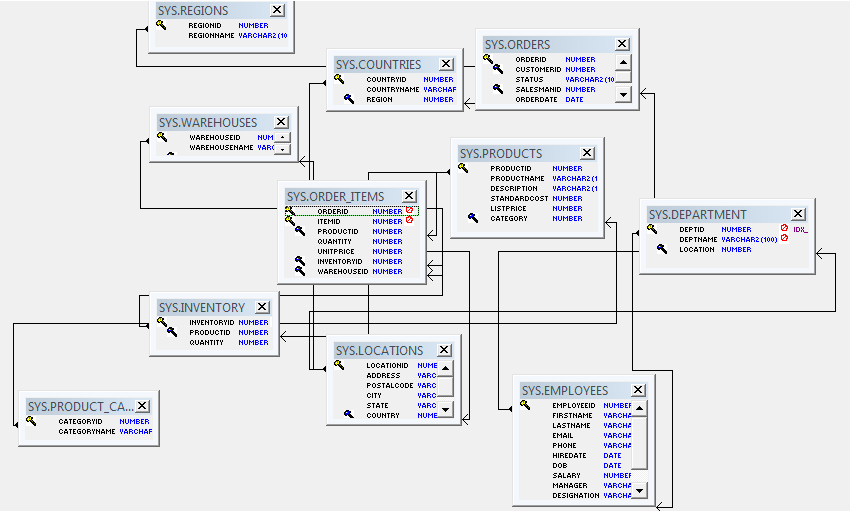 SYS.REGIONS
REGIONID NUMBER
REGIONNAME VARCHAR2 (10
SYS.COUNTRIES
COUNTRYID NUMBER
COUNTRYNAME VARCHAF
REGION NUMBER
SYS.ORDERS
ORDERID NUMBER
CUSTOMERID NUMBER
STATUS VARCHAR2 (10
SALESMANID NUMBER
ORDERDATE DATE
SYS.WAREHOUSES
WAREHOUSEID NUM
WAREHOUSENAME VARC
SYS.PRODUCTS
PRODUCTID NUMBER
PRODUCTNAME VARCHAR2 (1
DESCRIPTION VARCHAR2 (1
STANDARDCOST NUMBER
LISTPRICE NUMBER
CATEGORY NUMBER
SYS.ORDER_ITEMS
ORDERID NUMBER
ITEMID NUMBER
PRODUCTID NUMBER
QUANTITY NUMBER
UNITPRICE NUMBER
INVENTORYID NUMBER
WAREHOUSEID NUMBER
SYS.DEPARTMENT
DEPTID NUMBER IDX_
DEPTNAME VARCHAR2 (100)
LOCATION NUMBER
SYS.INVENTORY
INVENTORYID NUMBER
PRODUCTID NUMBER
QUANTITY NUMBER
SYS.LOCATIONS
LOCATIONID NUME
ADDRESS VARC
POSTALCODE VARC
CITY VARC
STATE VARC
COUNTRY NUME
SYS.PRODUCT_CA...
CATEGORYID NUMBER
CATEGORYNAME VARCHAF
SYS.EMPLOYEES
EMPLOYEEID NUMBER
FIRSTNAME VARCHA
LASTNAME VARCHA
EMAIL VARCHA
PHONE VARCHA
HIREDATE DATE
DOB DATE
SALARY NUMBER
MANAGER VARCHA
DESIGNATION VARCHA